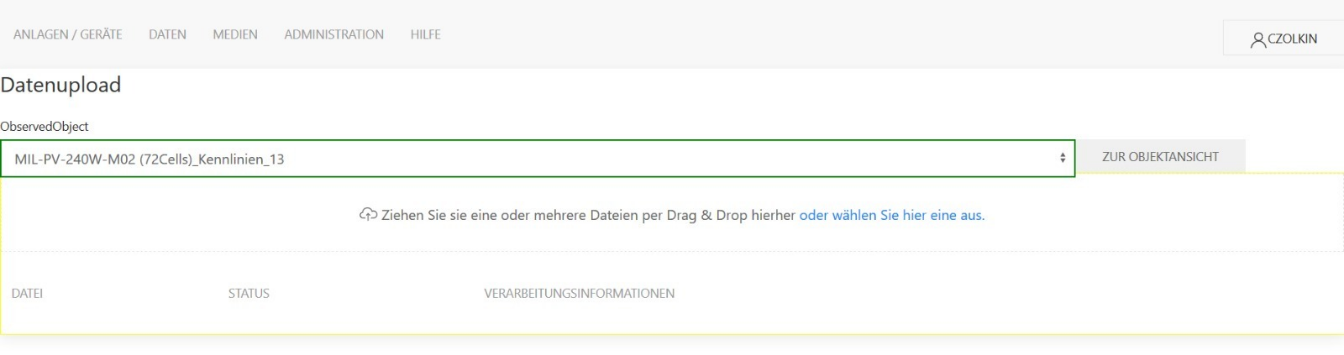 ANLAGEN / GERÄTE DATEN MEDIEN ADMINISTRATION HILFE
CZOLKIN
Datenupload
ObservedObject
MIL-PV-240W-M02 (72Cells)_Kennlinien_13
ZUR OBJEKTANSICHT
Ziehen Sie sie eine oder mehrere Dateien per Drag & Drop hierher oder wählen Sie hier eine aus.
DATEI STATUS VERARBEITUNGSINFORMATIONEN